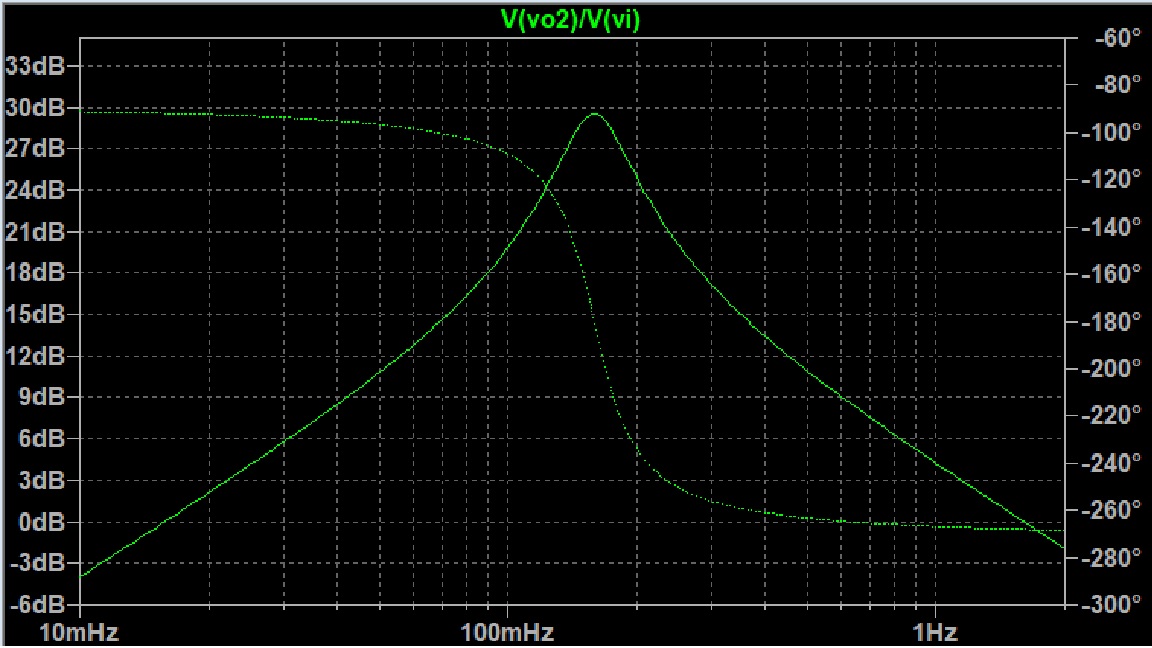 V(vo2)/V(vi)
33dB
30dB
27dB
24dB
21dB
18dB
15dB
12dB
9dB
6dB
3dB
0dB
-3dB
-6dB
-60°
-80°
-100°
-120°
-140°
-160°
-180°
-200°
-220°
-240°
-260°
-280°
-300°
10mHz
100mHz
1Hz